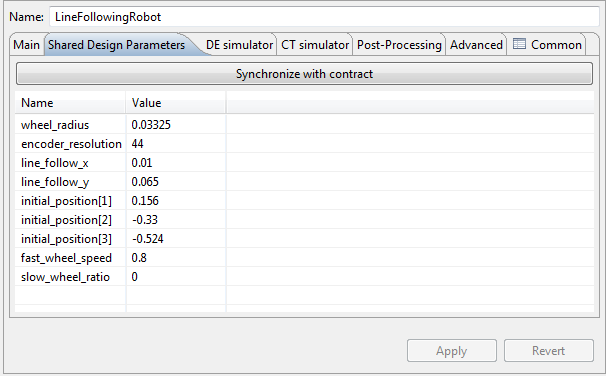 Name: LineFollowingRobot
Main Shared Design Parameters DE simulator CT simulator Post-Processing Advanced Common
Synchronize with contract
Name Value
wheel_radius 0.03325
encoder_resolution 44
line_follow_x 0.01
line_follow_y 0.065
initial_position[1] 0.156
initial_position[2] -0.33
initial_position[3] -0.524
fast_wheel_speed 0.8
slow_wheel_ratio 0
Apply Revert